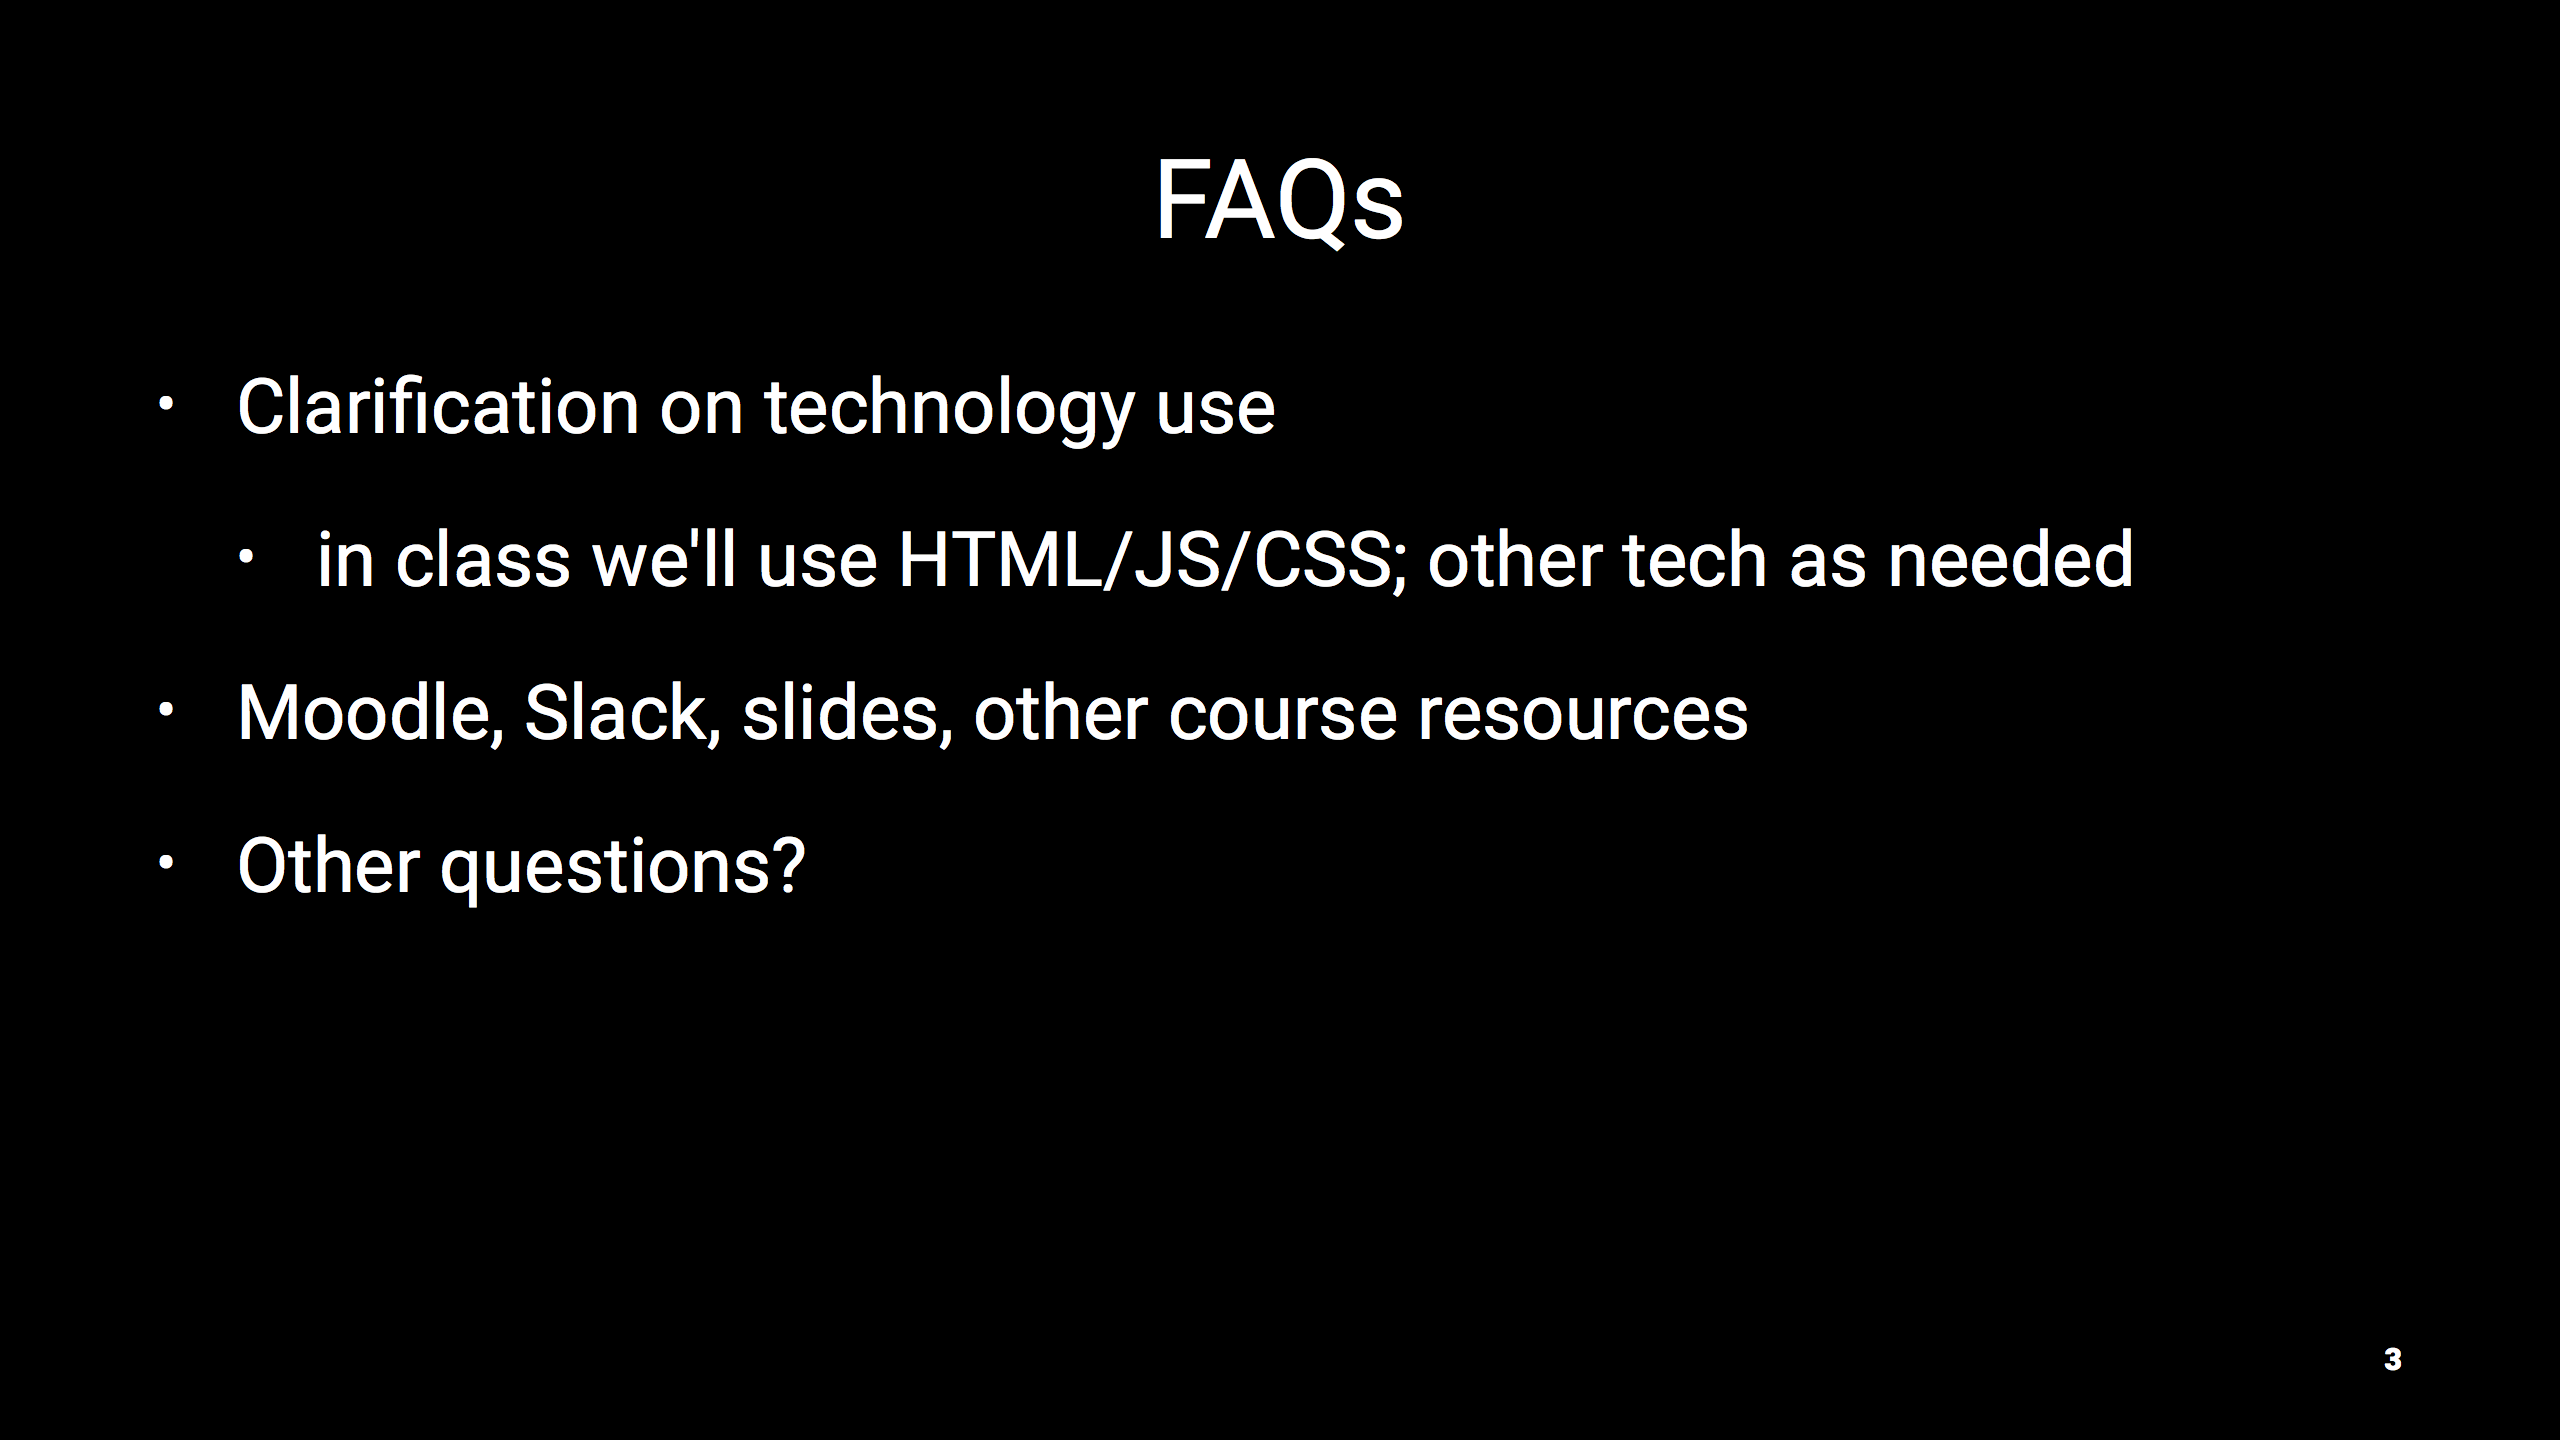 FAQs
• Clarification on technology use
• in class we'll use HTML/JS/CSS; other tech as needed
• Moodle, Slack, slides, other course resources
• Other questions?
3